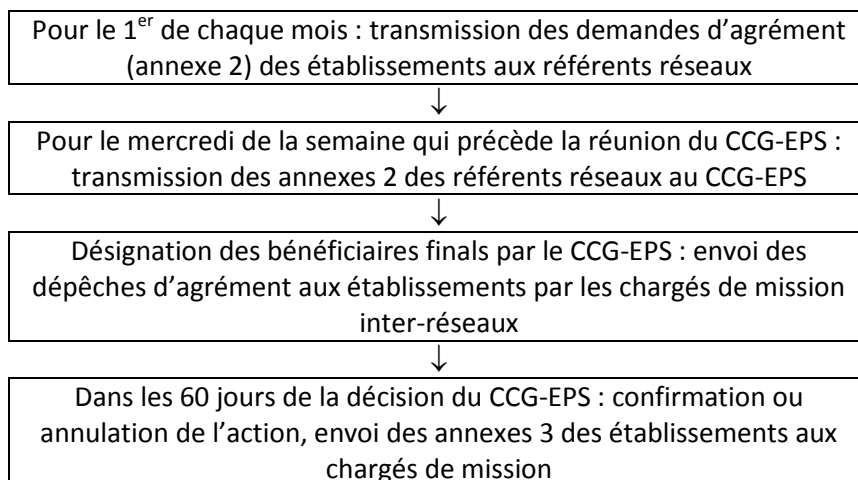 Pour le 1er de chaque mois : transmission des demandes d’agrément
(annexe 2) des établissements aux référents réseaux
↓
Pour le mercredi de la semaine qui précède la réunion du CCG-EPS :
transmission des annexes 2 des référents réseaux au CCG-EPS
↓
Désignation des bénéficiaires finals par le CCG-EPS : envoi des
dépêches d’agrément aux établissements par les chargés de mission
inter-réseaux
↓
Dans les 60 jours de la décision du CCG-EPS : confirmation ou
annulation de l’action, envoi des annexes 3 des établissements aux
chargés de mission